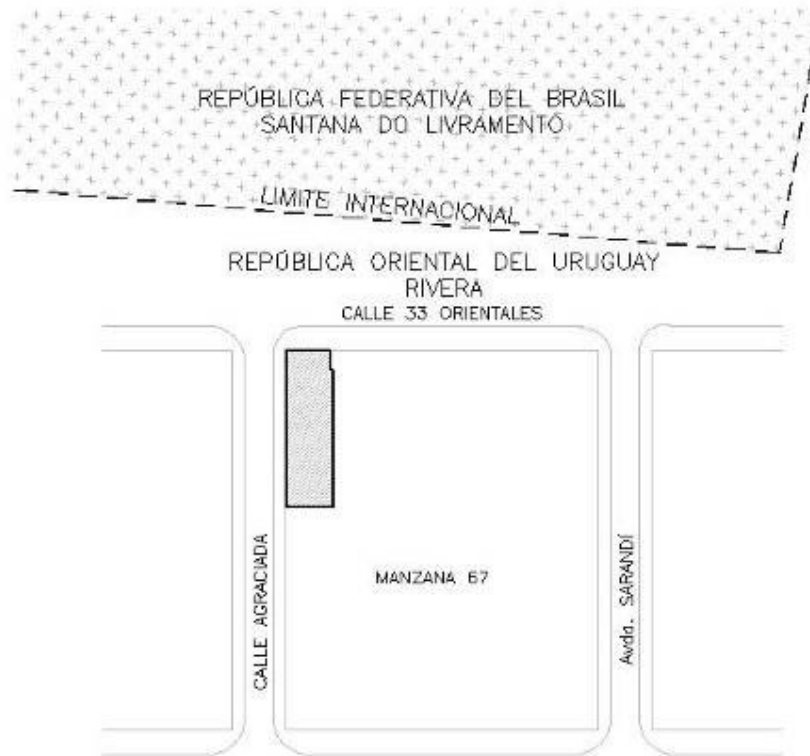 REPÚBLICA FEDERATIVA DEL BRASIL
SANTANA DO LIVRAMENTO
LIMITE INTERNACIONAL
REPÚBLICA ORIENTAL DEL URUGUAY
RIVERA
CALLE 33 ORIENTALES
CALLE AGRACIADA
MANZANA 67
Avda. SARANDÍ